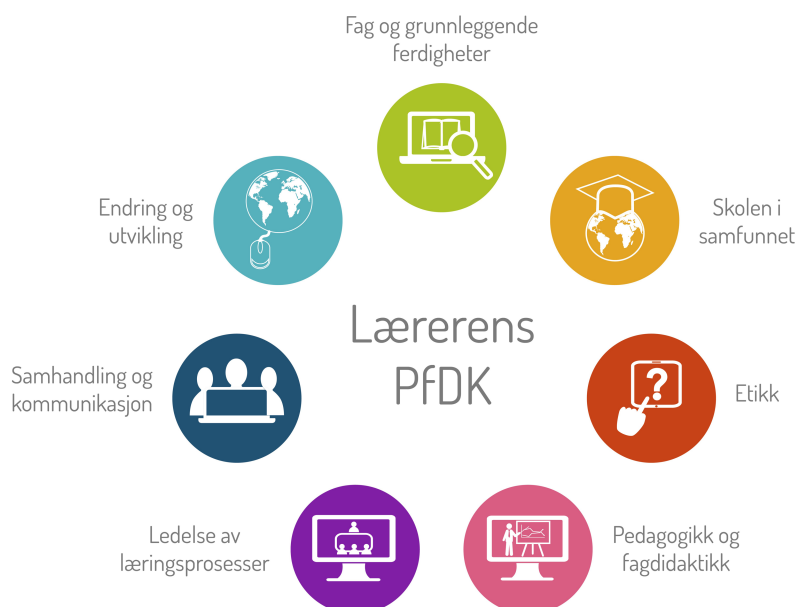 Fag og grunnleggende
ferdigheter
Endring og
utvikling
Skolen i
samfunnet
Lærerens
PfDK
Samhandling og
kommunikasjon
?
Etikk
Ledelse av
læringsprosesser
Pedagogikk og
fagdidaktikk